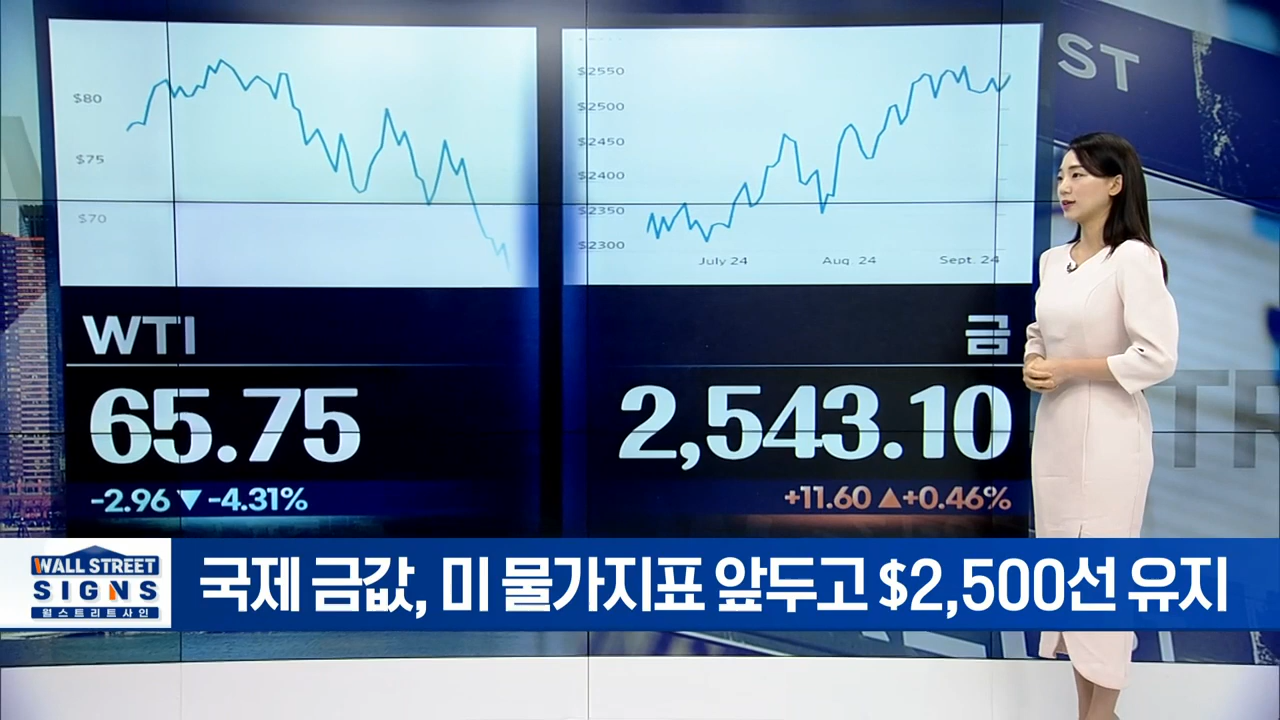 $80
$75
$70
$2550
$2500
$2450
$2400
$2350
$2300
July 24 Aug. 24 Sept. 24
ST
WTI
65.75
-2.96 ▼ -4.31%
금
2,543.10
+11.60 ▲ +0.46%
TR
WALL STREET
SIGNS
월스트리트사인
국제 금값, 미 물가지표 앞두고 $2,500선 유지